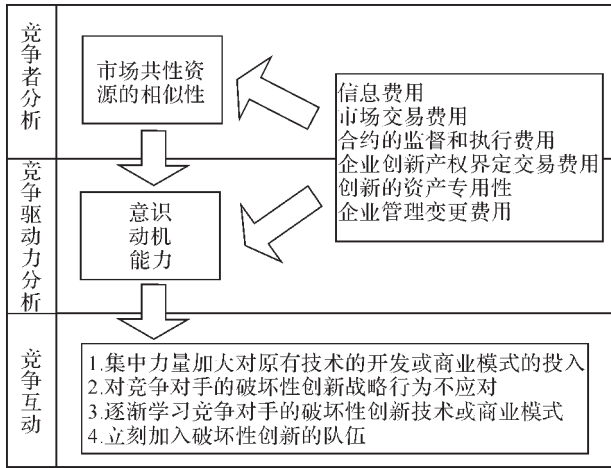 竞争者分析
市场共性资
源的相似性
信息费用
市场交易费用
合约的监督和执行费用
企业创新产权界定交易费用
创新的资产专用性
企业管理变更费用
竞争驱动力分析
意识
动机
能力
竞争互动
1.集中力量加大对原有技术的开发或商业模式的投入
2.对竞争对手的破坏性创新战略行为不应对
3.逐渐学习竞争对手的破坏性创新技术或商业模式
4.立刻加入破坏性创新的队伍